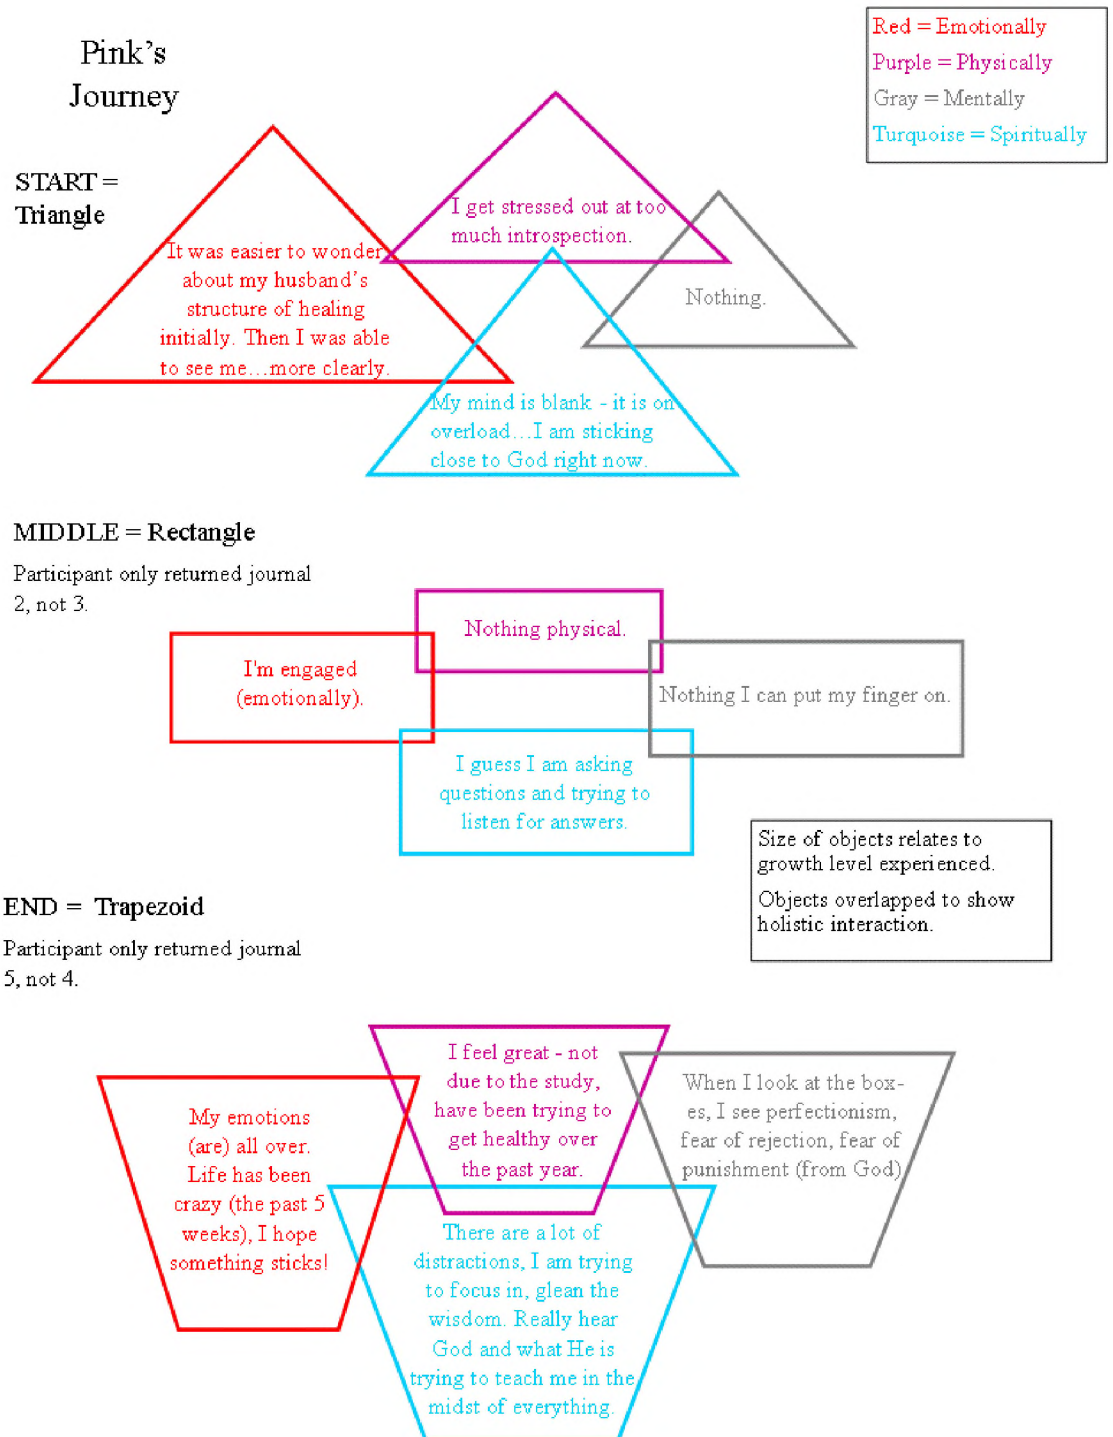 Pink's
Journey
Red = Emotionally
Purple = Physically
Gray = Mentally
Turquoise = Spiritually
START =
Triangle
It was easier to wonder
about my husband's
structure of healing
initially. Then I was able
to see me...more clearly.
I get stressed out at too
much introspection.
Nothing.
My mind is blank - it is on
overload...I am sticking
close to God right now.
MIDDLE = Rectangle
Participant only returned journal
2, not 3.
I'm engaged
(emotionally).
Nothing physical.
Nothing I can put my finger on.
I guess I am asking
questions and trying to
listen for answers.
Size of objects relates to
growth level experienced.
Objects overlapped to show
holistic interaction.
END = Trapezoid
Participant only returned journal
5, not 4.
My emotions
(are) all over.
Life has been
crazy (the past 5
weeks), I hope
something sticks!
I feel great - not
due to the study,
have been trying to
get healthy over
the past year.
When I look at the box-
es, I see perfectionism,
fear of rejection, fear of
punishment (from God)
There are a lot of
distractions, I am trying
to focus in, glean the
wisdom. Really hear
God and what He is
trying to teach me in the
midst of everything.